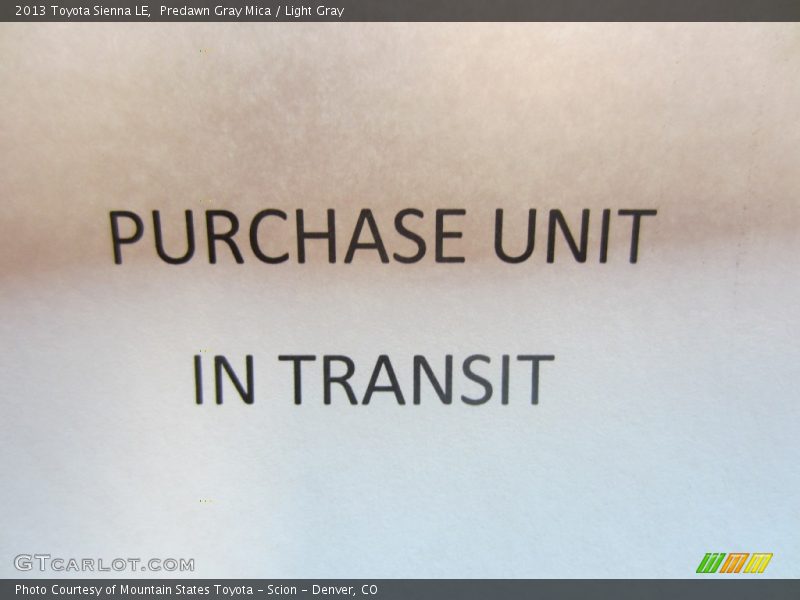 2013 Toyota Sienna LE, Predawn Gray Mica / Light Gray
PURCHASE UNIT
IN TRANSIT
GTCARLOT.COM
Photo Courtesy of Mountain States Toyota - Scion - Denver, CO